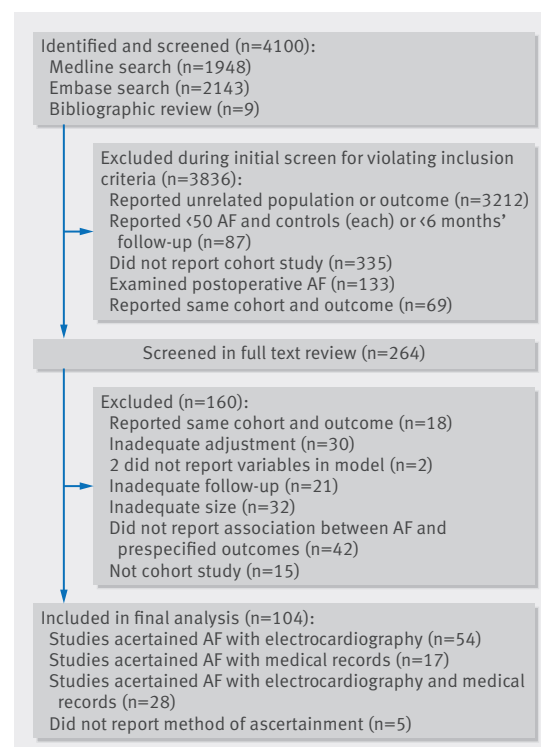 Identified and screened (n=4100):
Medline search (n=1948)
Embase search (n=2143)
Bibliographic review (n=9)
Excluded during initial screen for violating inclusion
criteria (n=3836):
Reported unrelated population or outcome (n=3212)
Reported <50 AF and controls (each) or <6 months’
follow-up (n=87)
Did not report cohort study (n=335)
Examined postoperative AF (n=133)
Reported same cohort and outcome (n=69)
Screened in full text review (n=264)
Excluded (n=160):
Reported same cohort and outcome (n=18)
Inadequate adjustment (n=30)
2 did not report variables in model (n=2)
Inadequate follow-up (n=21)
Inadequate size (n=32)
Did not report association between AF and
prespecified outcomes (n=42)
Not cohort study (n=15)
Included in final analysis (n=104):
Studies acertained AF with electrocardiography (n=54)
Studies acertained AF with medical records (n=17)
Studies acertained AF with electrocardiography and medical
records (n=28)
Did not report method of ascertainment (n=5)